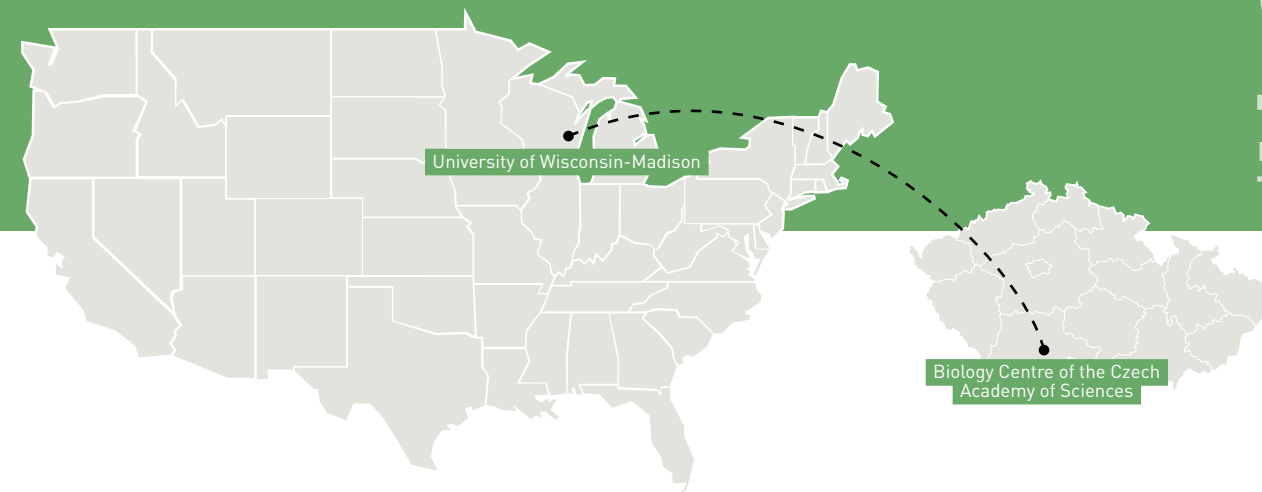 University of Wisconsin-Madison
Biology Centre of the Czech
Academy of Sciences